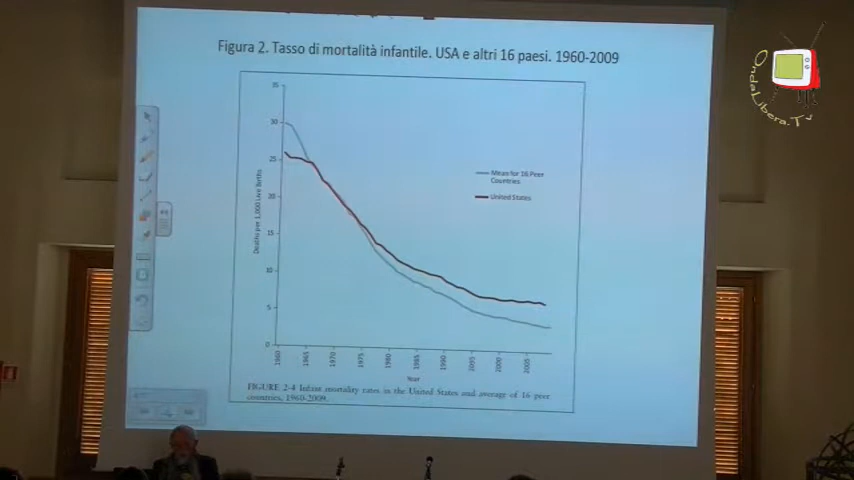 Figura 2. Tasso di mortalità infantile. USA e altri 16 paesi. 1960-2009
OndaLibera.Tv
35
30
25
20
15
10
5
0
Deaths per 1,000 Live Births
Mean for 16 Peer
Countries
United States
1960
1965
1970
1975
1980
1985
1990
1995
2000
2005
Year
FIGURE 2-4 Infant mortality rates in the United States and average of 16 peer
countries, 1960-2009.